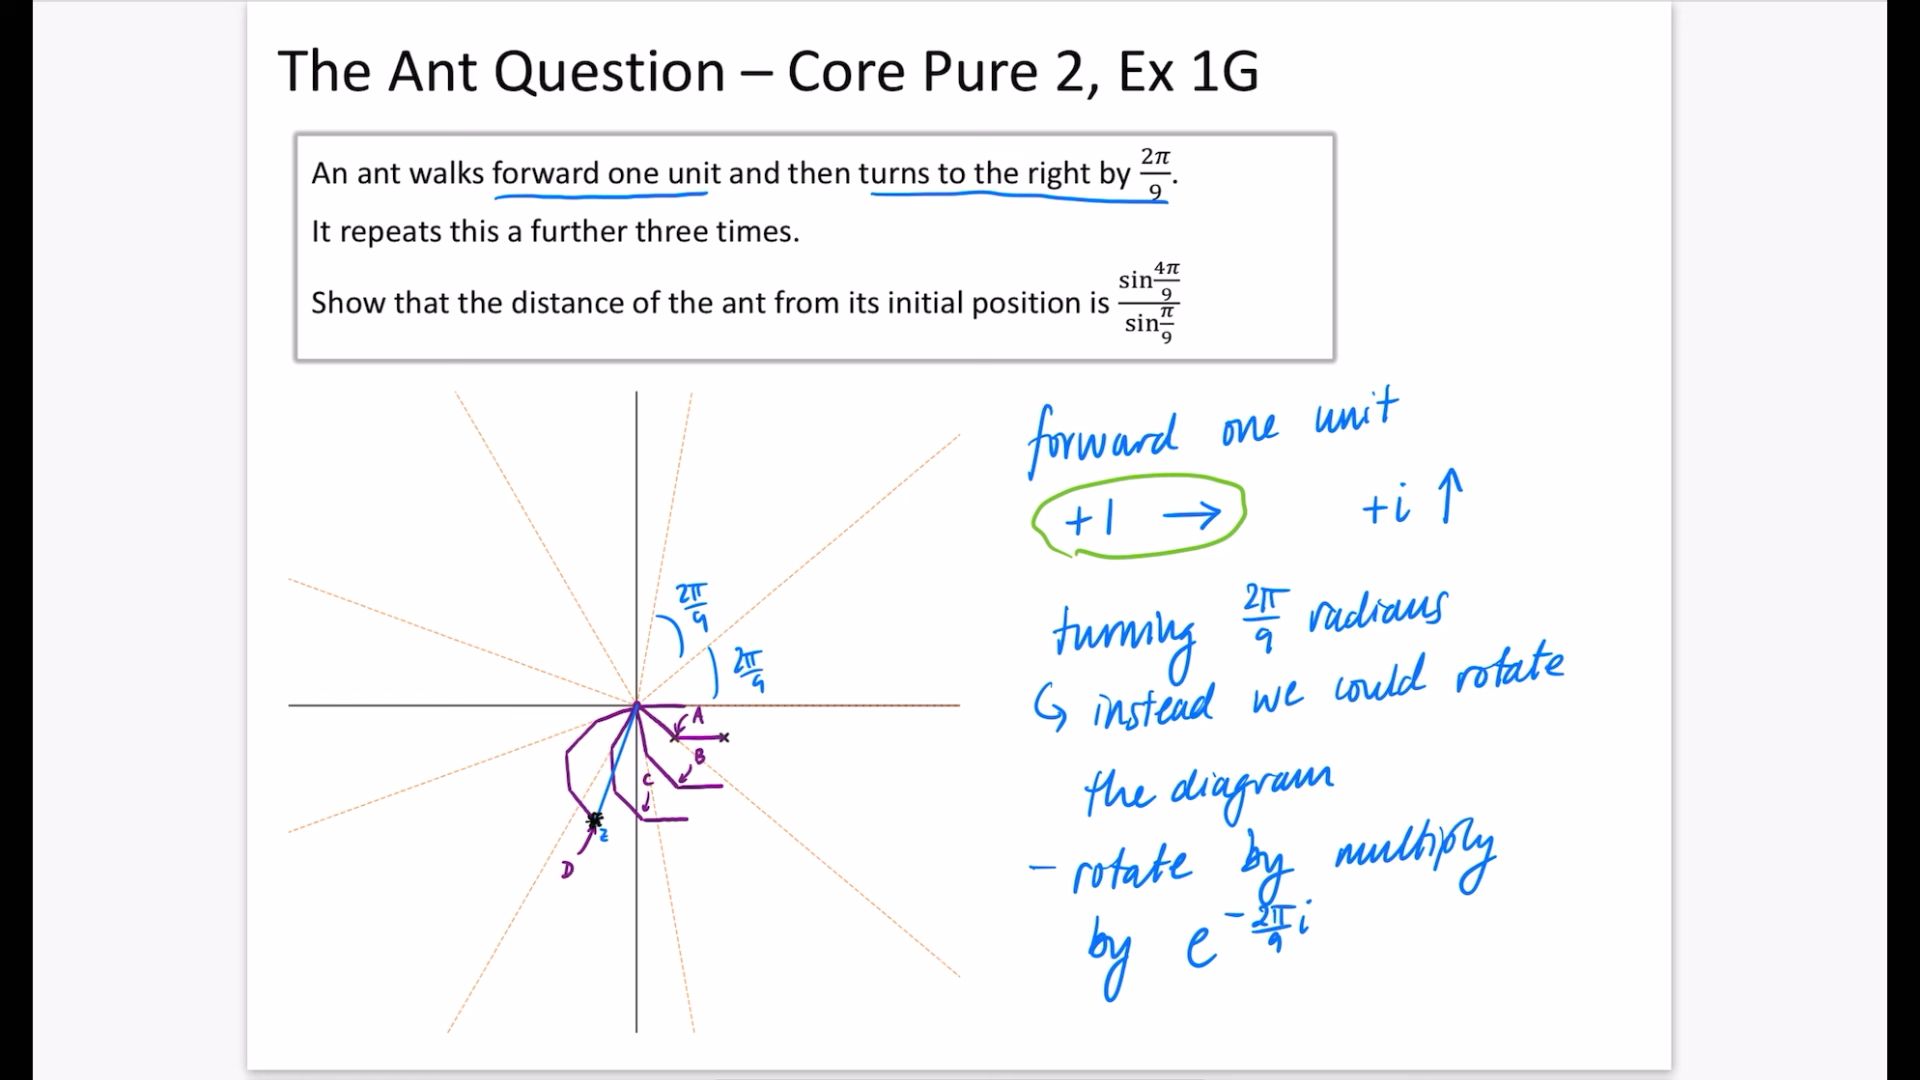 The Ant Question – Core Pure 2, Ex 1G
An ant walks forward one unit and then turns to the right by 2π/9.
It repeats this a further three times.
Show that the distance of the ant from its initial position is sin 4π/9 / sin π/9
forward one unit
+1 → +i ↑
turning 2π/9 radians
↳ instead we could rotate
the diagram
– rotate by multiply
by e^(-2π/9 i)
2π/9
2π/9
A
B
C
z
D